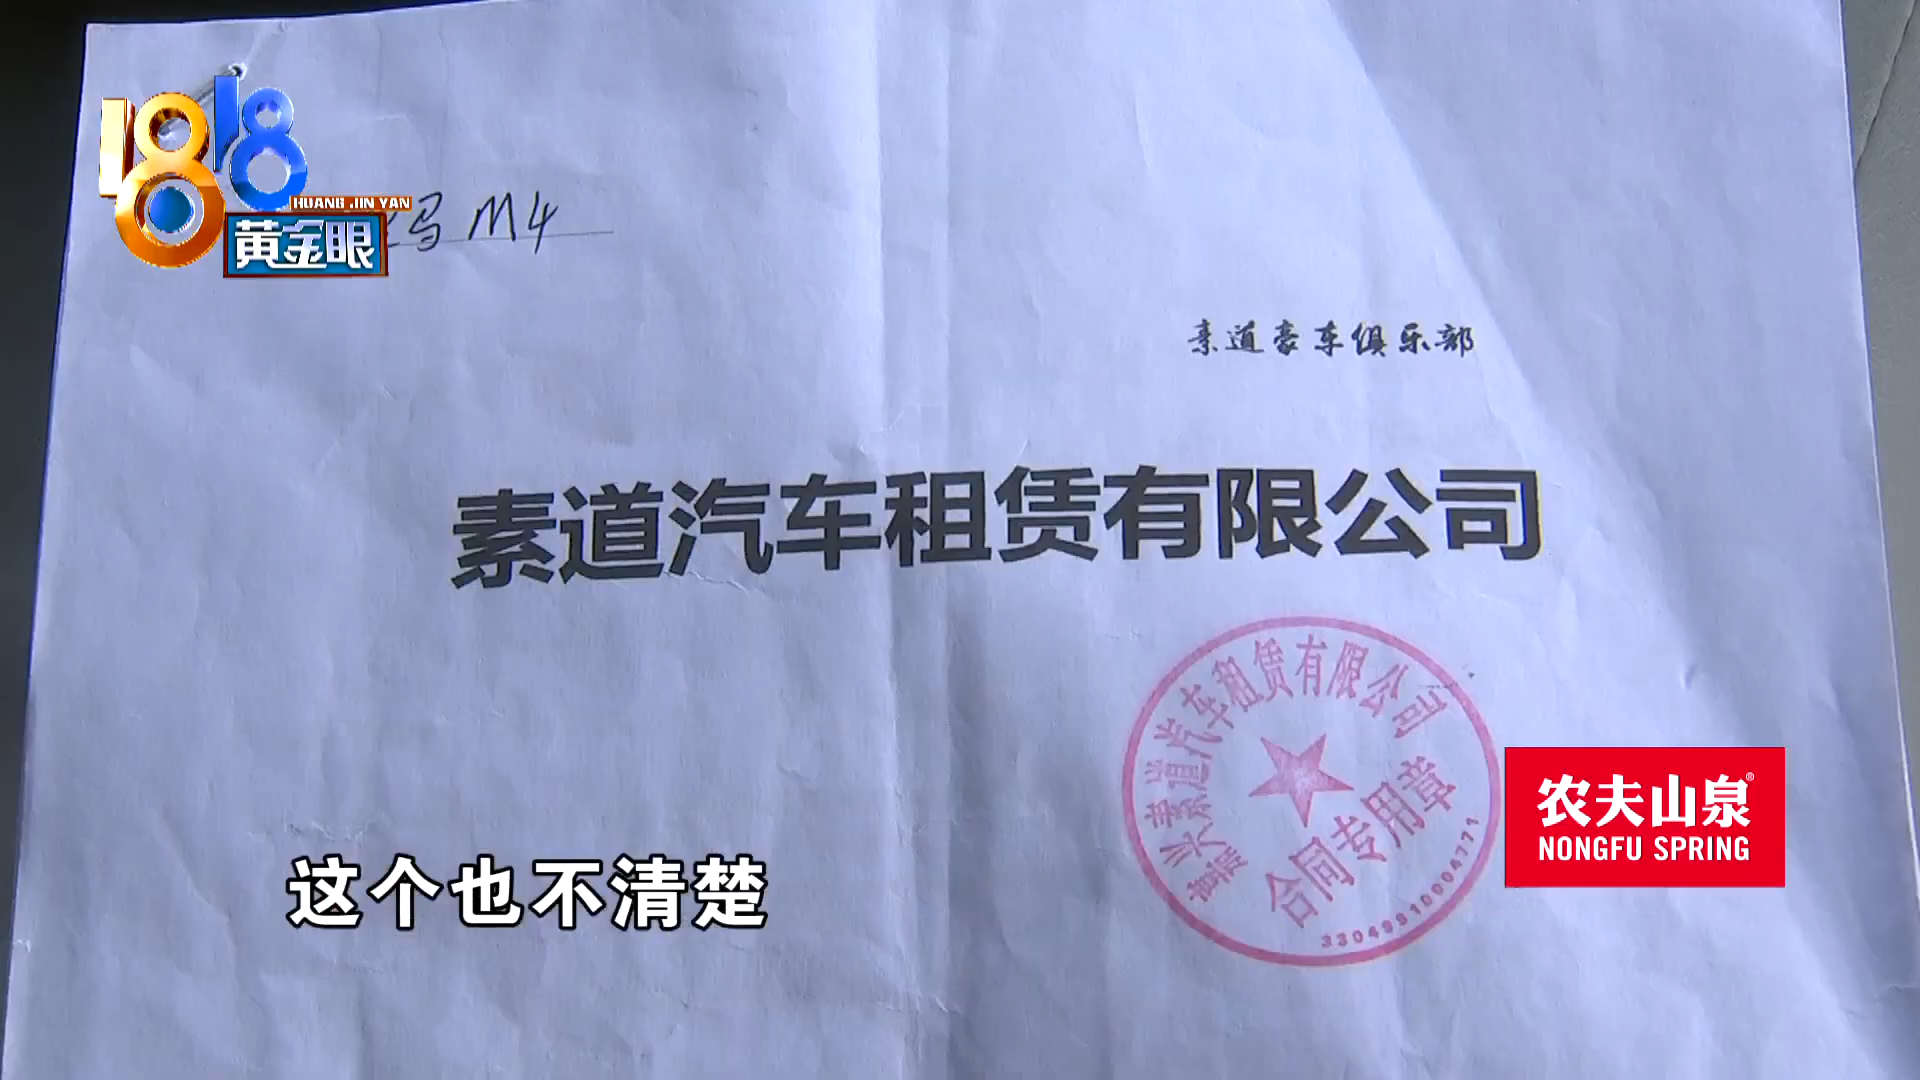 1818
HUANG JIN YAN
黄金眼
马 M4
素道豪车俱乐部
素道汽车租赁有限公司
素道汽车租赁有限公司
合同专用章
农夫山泉®
NONGFU SPRING
这个也不清楚